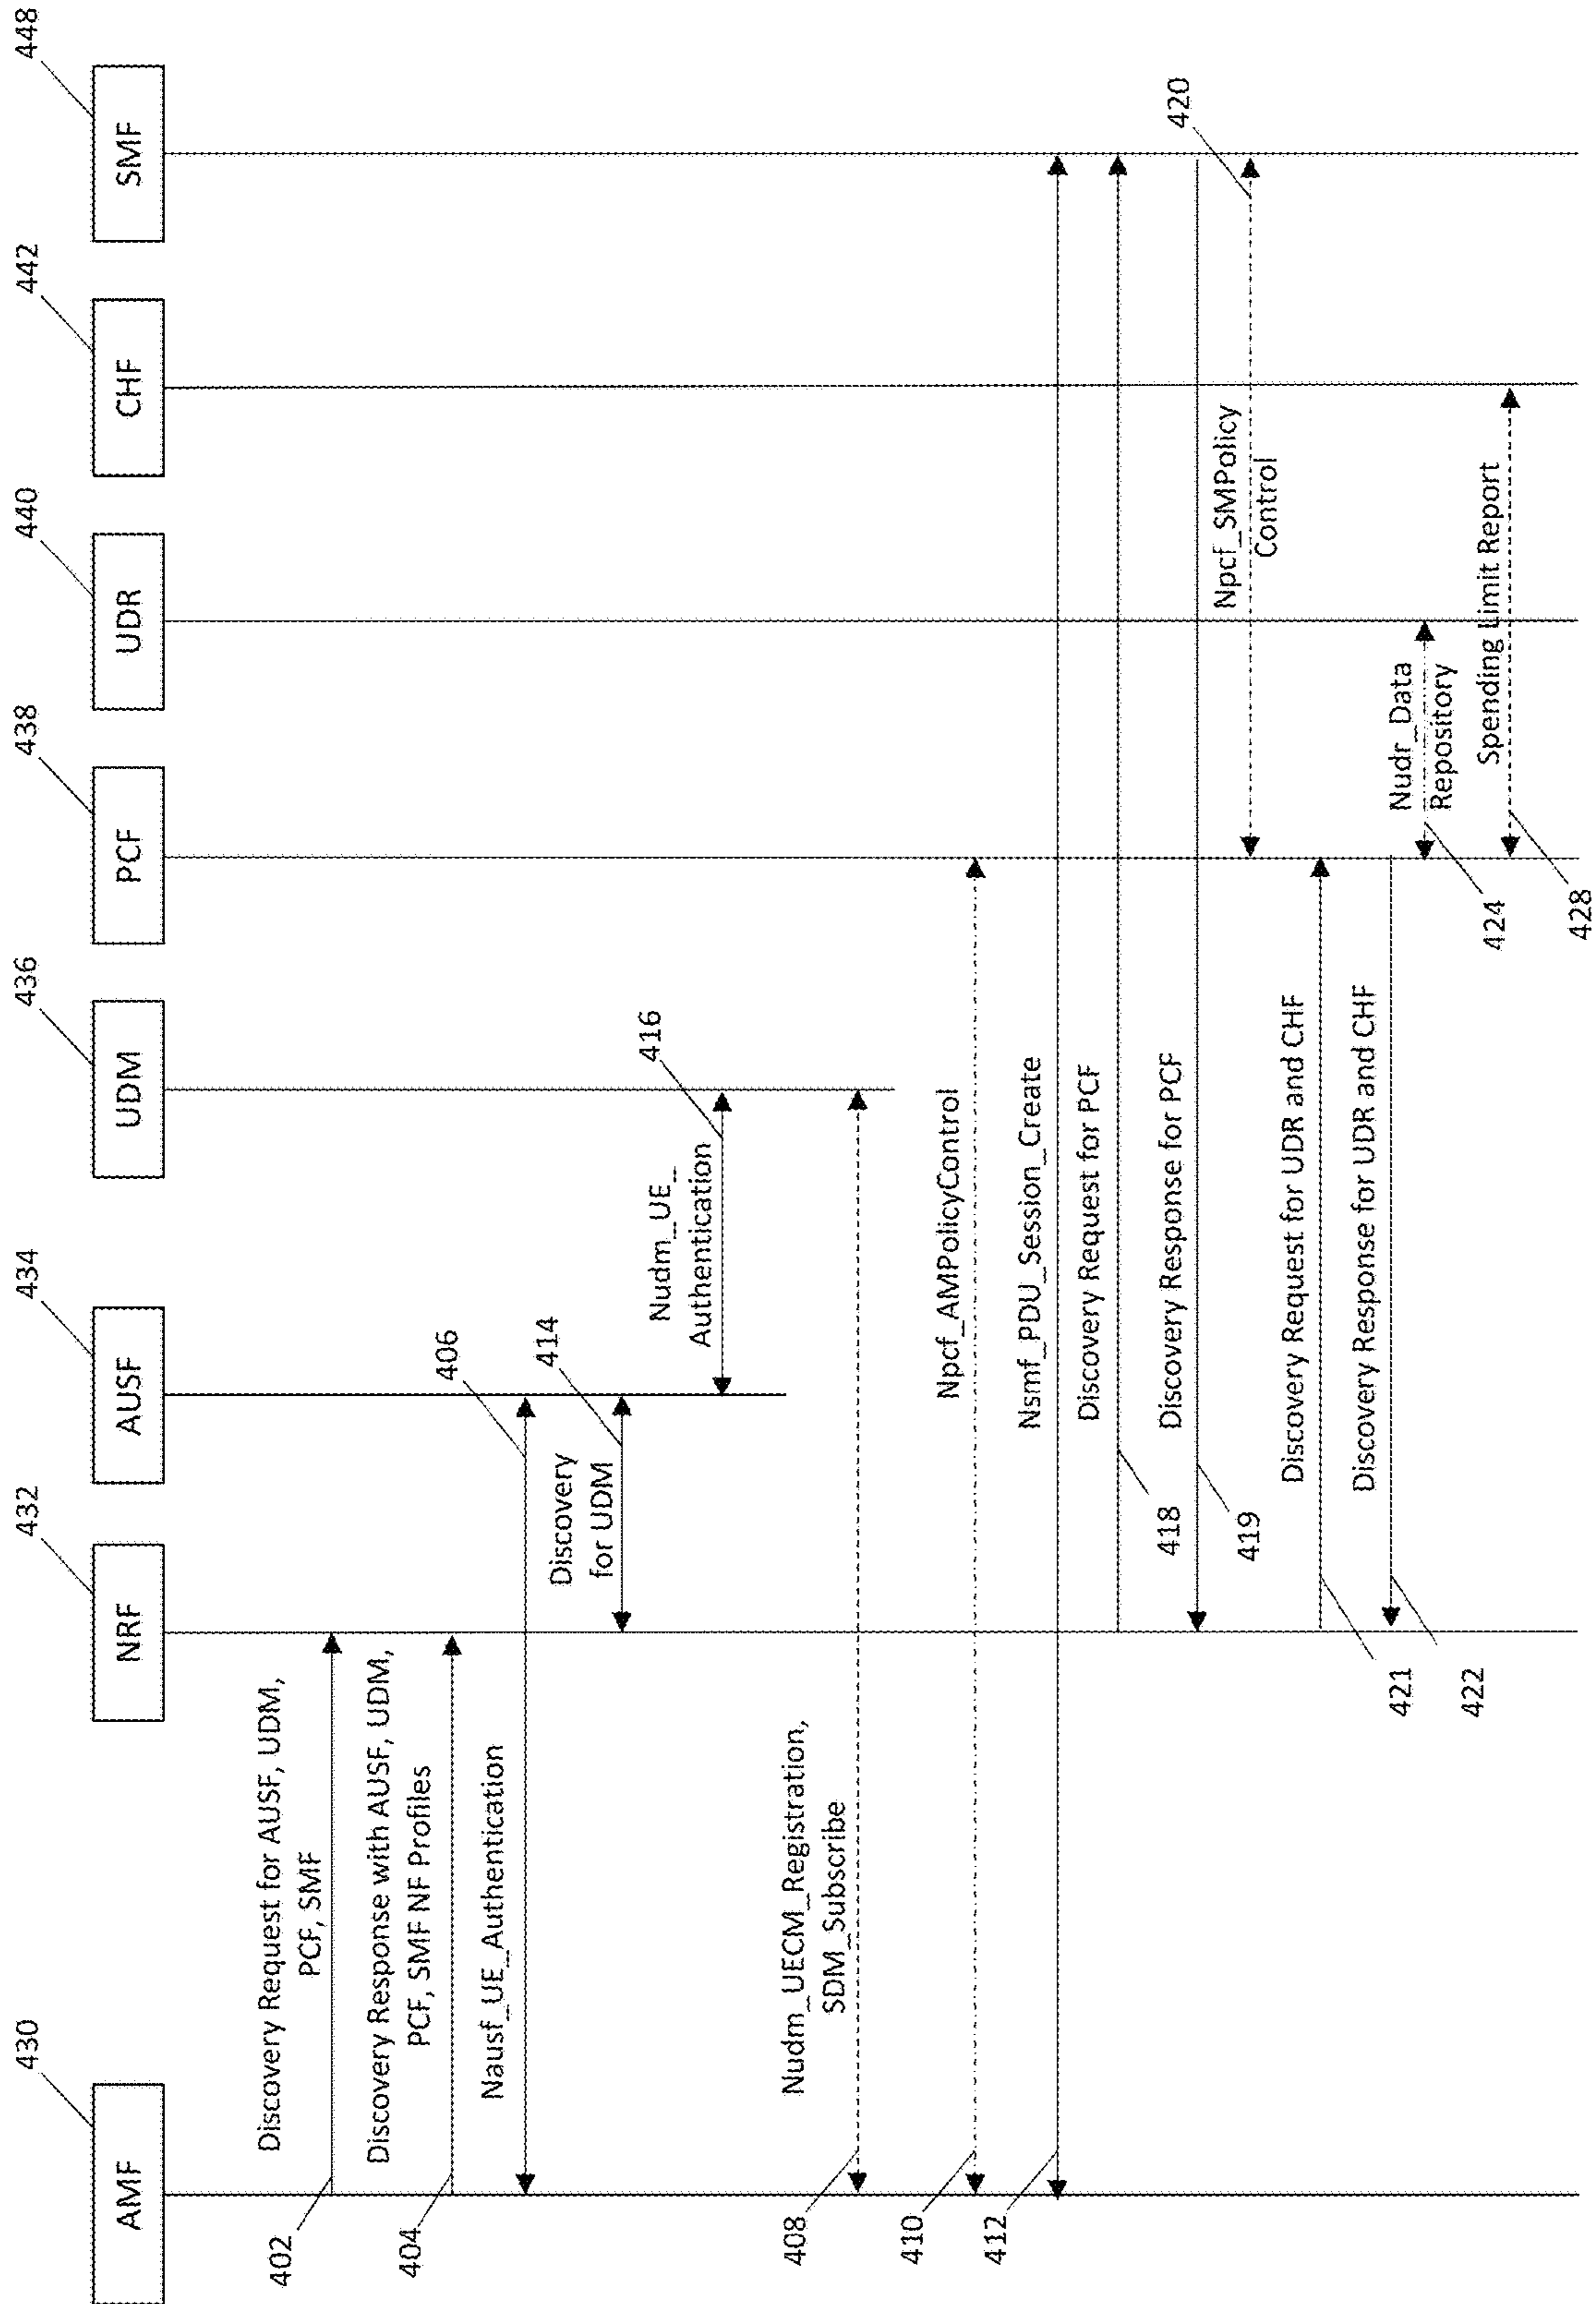 430
432
434
436
438
440
442
448
AMF
NRF
AUSF
UDM
PCF
UDR
CHF
SMF
402
Discovery Request for AUSF, UDM,
PCF, SMF
404
Discovery Response with AUSF, UDM,
PCF, SMF NF Profiles
Nausf_UE_Authentication
406
Discovery
for UDM
414
Nudm_UE_
Authentication
416
408
Nudm_UECM_Registration,
SDM_Subscribe
410
Npcf_AMPolicyControl
412
Nsmf_PDU_Session_Create
Discovery Request for PCF
418
Discovery Response for PCF
419
Npcf_SMPolicy
Control
420
Discovery Request for UDR and CHF
421
Discovery Response for UDR and CHF
422
Nudr_Data
Repository
424
Spending Limit Report
428